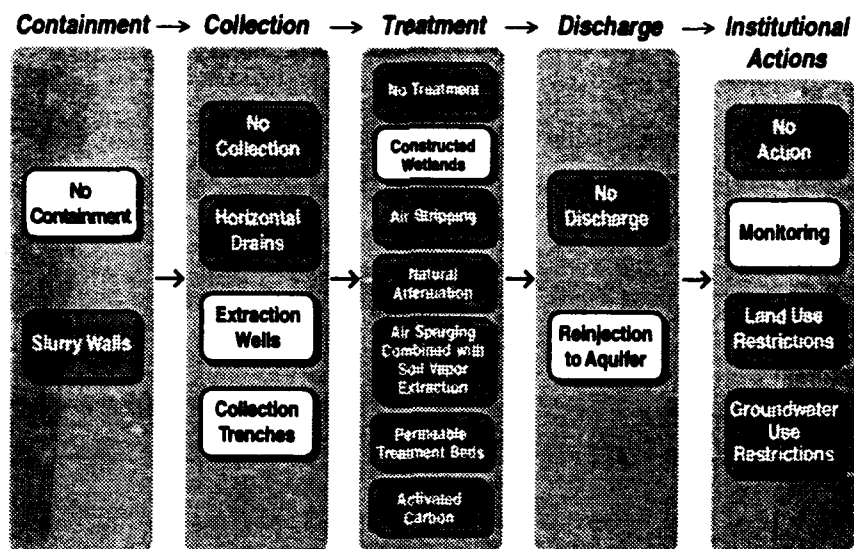 Containment → Collection → Treatment → Discharge → Institutional
Actions
No
Containment
Slurry Walls
No
Collection
Horizontal
Drains
Extraction
Wells
Collection
Trenches
No Treatment
Constructed
Wetlands
Air Stripping
Natural
Attenuation
Air Sparging
Combined with
Soil Vapor
Extraction
Permeable
Treatment Beds
Activated
Carbon
No
Discharge
Reinjection
to Aquifer
No
Action
Monitoring
Land Use
Restrictions
Groundwater
Use
Restrictions